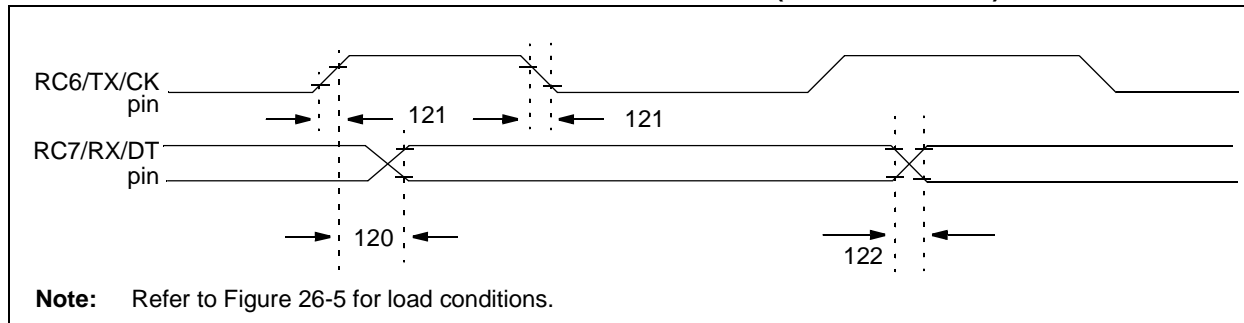 RC6/TX/CK
pin
121
121
RC7/RX/DT
pin
120
122
Note: Refer to Figure 26-5 for load conditions.